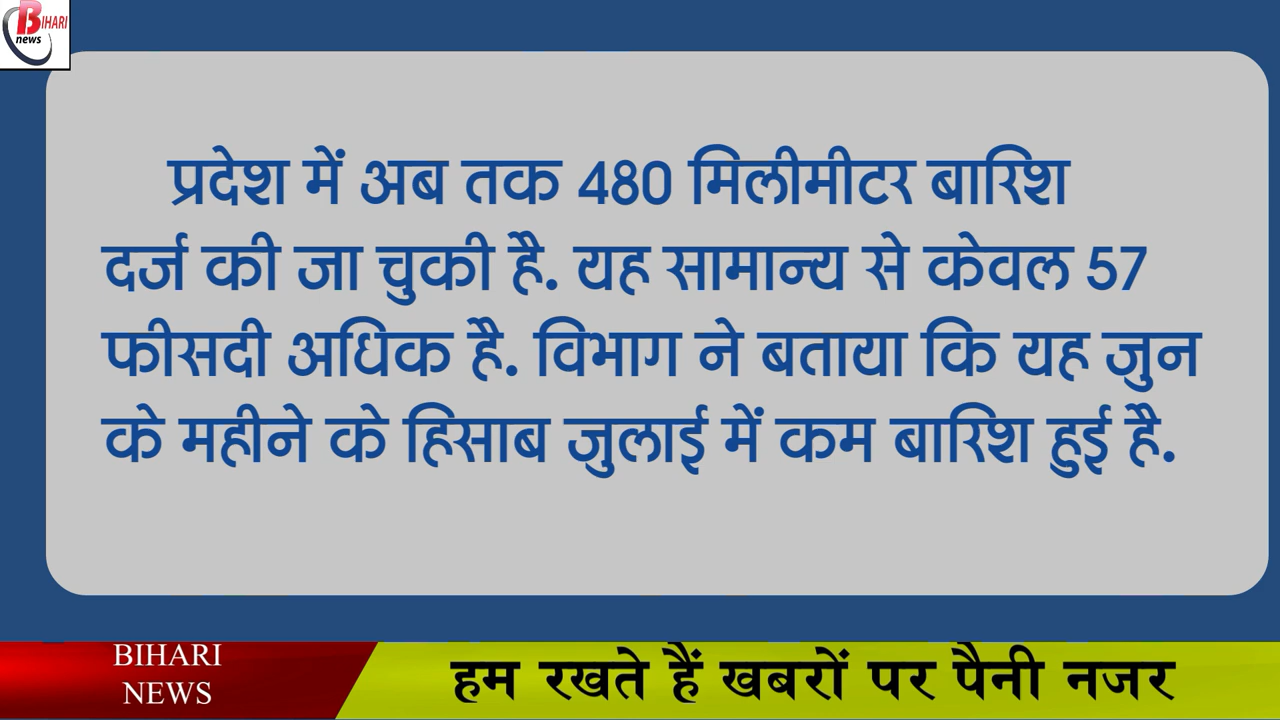 BIHARI
news
प्रदेश में अब तक 480 मिलीमीटर बारिश
दर्ज की जा चुकी है. यह सामान्य से केवल 57
फीसदी अधिक है. विभाग ने बताया कि यह जुन
के महीने के हिसाब जुलाई में कम बारिश हुई है.
BIHARI
NEWS
हम रखते हैं खबरों पर पैनी नजर